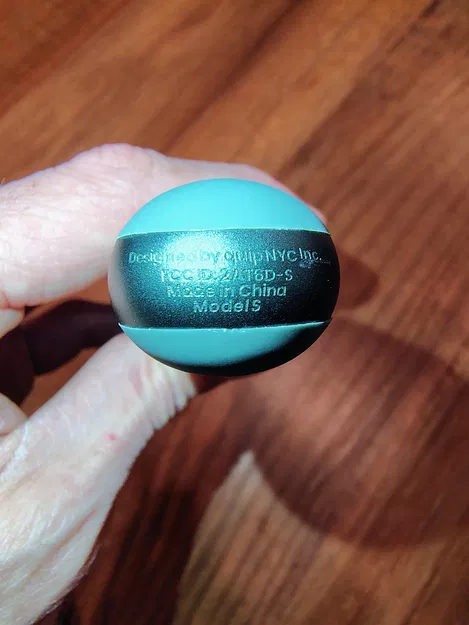 Designed by quip NYC Inc.
FCC ID: 2AT6D-S
Made in China
Model S